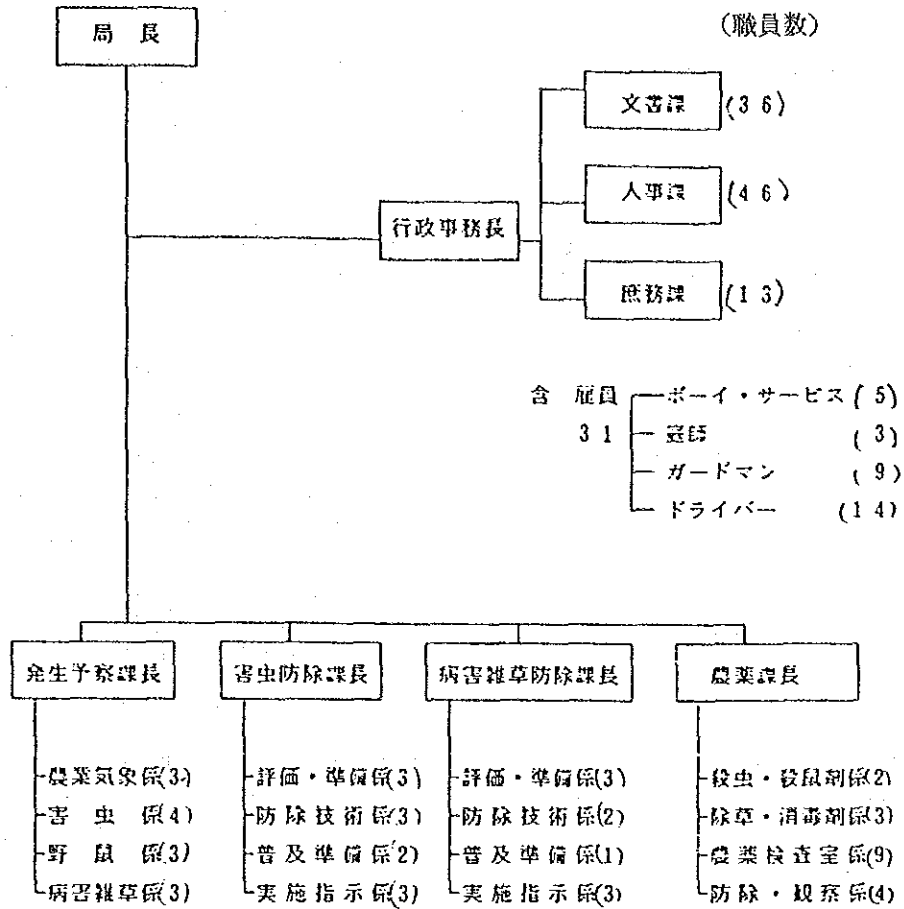 局長
(職員数)
文書課 (36)
人事課 (46)
行政事務長
庶務課 (13)
含 雇員 ボーイ・サービス (5)
31 (3)
ガードマン (9)
ドライバー (14)
発生予察課長 害虫防除課長 病害雑草防除課長 農薬課長
農業気象係(3) 評価・準備係(3) 評価・準備係(3) 殺虫・殺鼠剤係(2)
害虫係(4) 防除技術係(3) 防除技術係(2) 除草・消毒剤係(3)
野鼠係(3) 普及準備係(2) 普及準備係(1) 農薬検査室係(9)
病害雑草係(3) 実施指示係(3) 実施指示係(3) 防除・観察係(4)